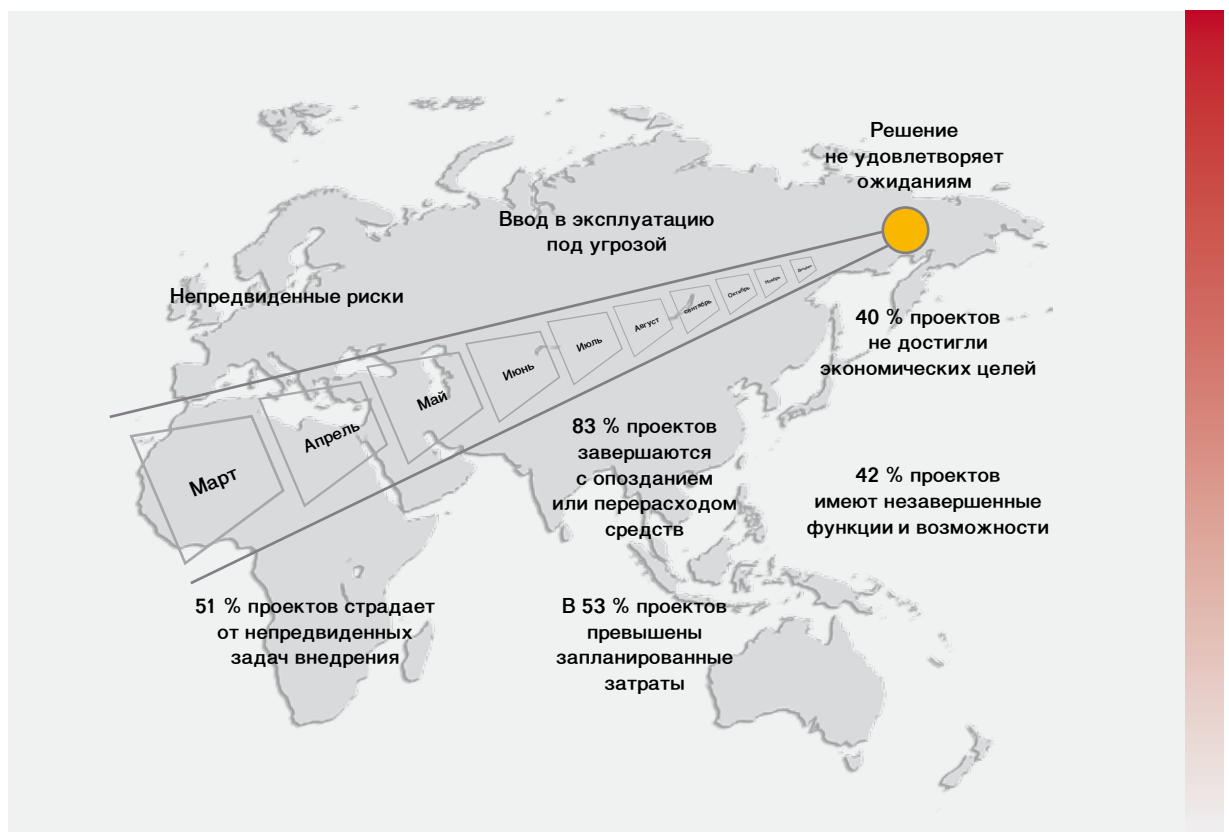 Решение
не удовлетворяет
ожиданиям
Ввод в эксплуатацию
под угрозой
Непредвиденные риски
Март
Апрель
Май
Июнь
Июль
Август
Сентябрь
Октябрь
Ноябрь
Декабрь
40 % проектов
не достигли
экономических целей
83 % проектов
завершаются
с опозданием
или перерасходом
средств
42 % проектов
имеют незавершенные
функции и возможности
51 % проектов страдает
от непредвиденных
задач внедрения
В 53 % проектов
превышены
запланированные
затраты